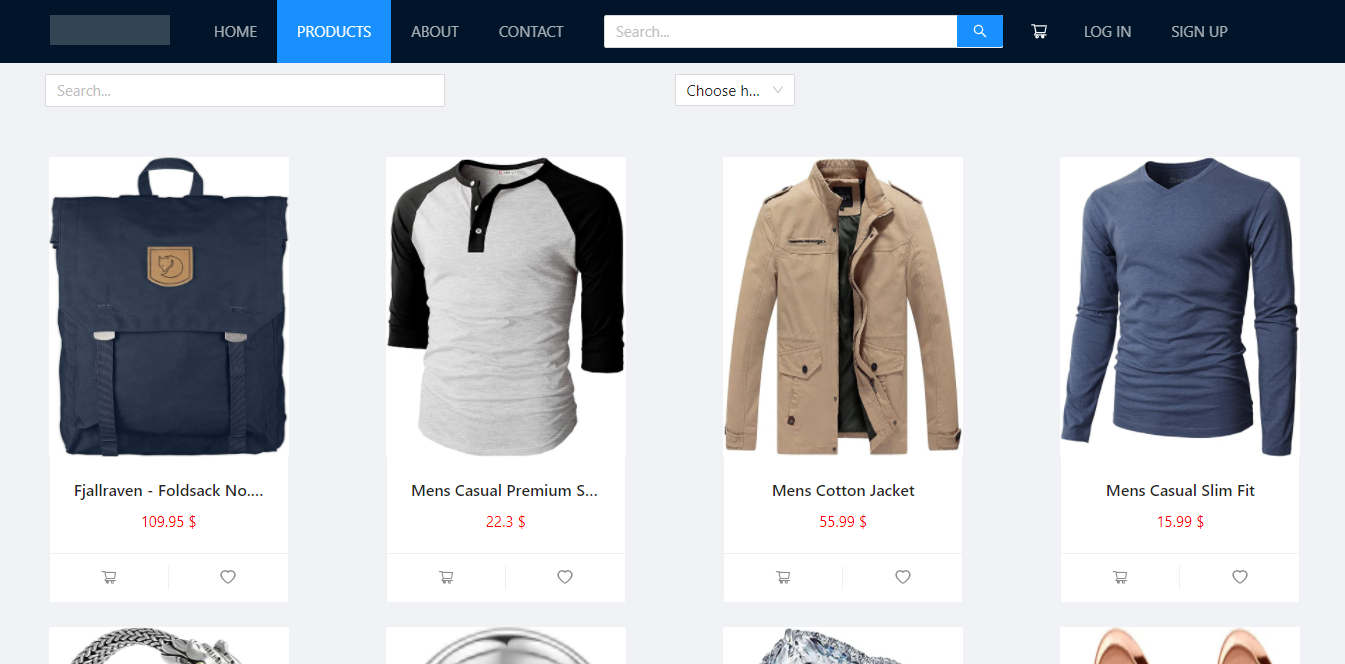 HOME
PRODUCTS
ABOUT
CONTACT
Search...
LOG IN
SIGN UP
Search...
Choose h...
Fjallraven - Foldsack No....
109.95 $
Mens Casual Premium S...
22.3 $
Mens Cotton Jacket
55.99 $
Mens Casual Slim Fit
15.99 $